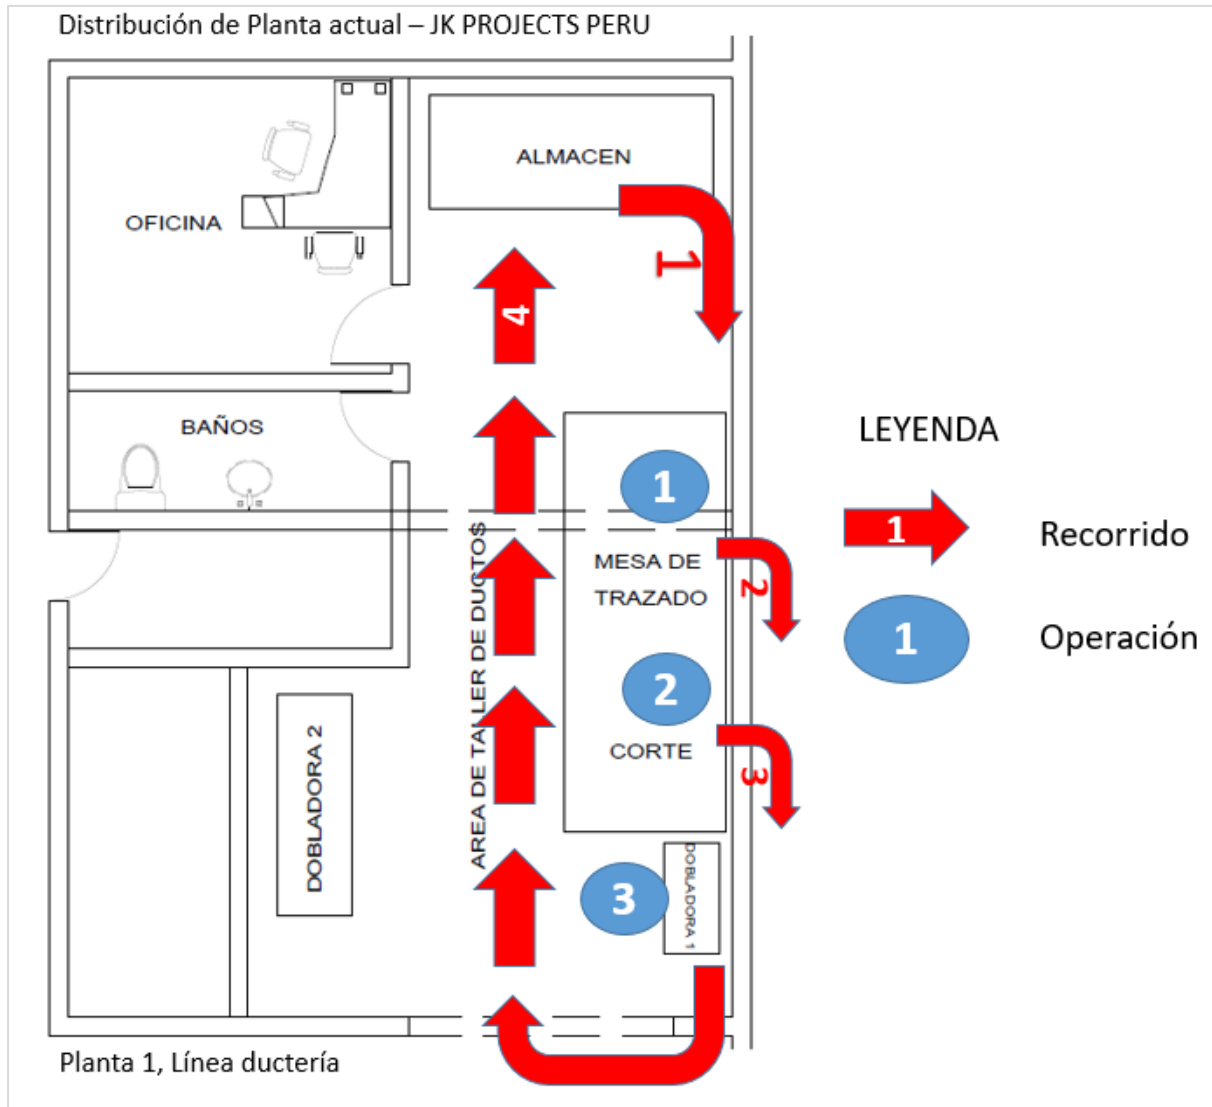 Distribución de Planta actual – JK PROJECTS PERU
ALMACEN
OFICINA
1
4
BAÑOS
LEYENDA
1
1
Recorrido
MESA DE
TRAZADO
2
1
Operación
AREA DE TALLER DE DUCTOS
2
CORTE
3
DOBLADORA 2
3
DOBLADORA 1
Planta 1, Línea ductería